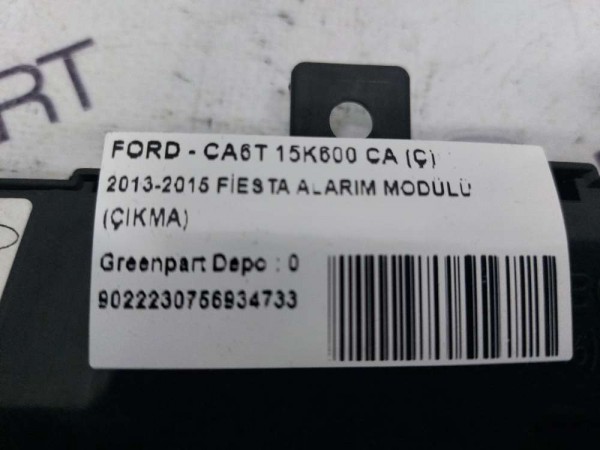 FORD - CA6T 15K600 CA (Ç)
2013-2015 FİESTA ALARIM MODÜLÜ
(ÇIKMA)
Greenpart Depo : 0
9022230756934733